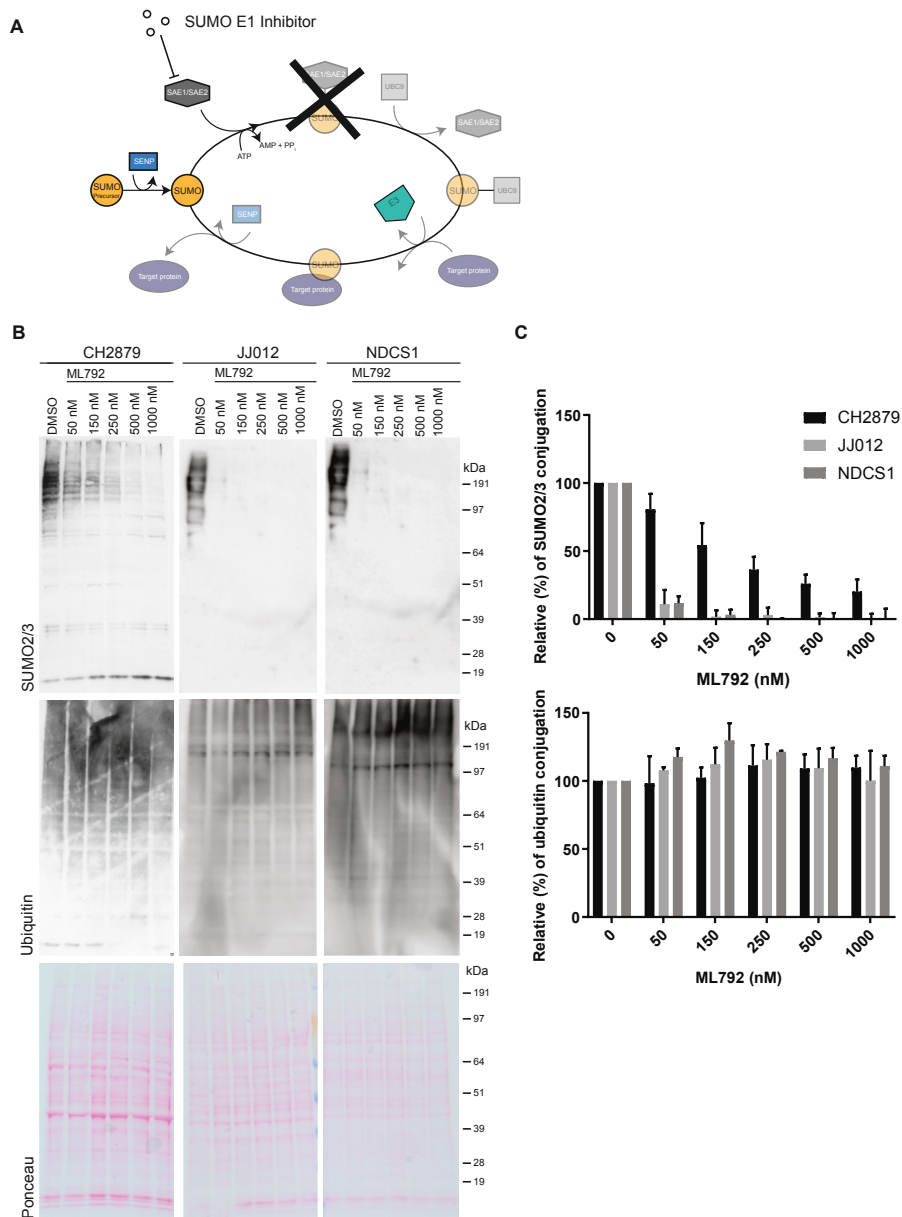 A
SUMO E1 Inhibitor
SAE1/SAE2
SAE1/SAE2
UBC9
SUMO
SAE1/SAE2
ATP
AMP + PPi
SENP
SUMO
Precursor
SUMO
SUMO
UBC9
E3
SENP
Target protein
SUMO
Target protein
Target protein
B
CH2879
JJ012
NDCS1
ML792
ML792
ML792
DMSO
50 nM
150 nM
250 nM
500 nM
1000 nM
DMSO
50 nM
150 nM
250 nM
500 nM
1000 nM
DMSO
50 nM
150 nM
250 nM
500 nM
1000 nM
SUMO2/3
kDa
191
97
64
51
39
28
19
Ubiquitin
kDa
191
97
64
51
39
28
19
Ponceau
kDa
191
97
64
51
39
28
19
C
Relative (%) of SUMO2/3 conjugation
150
100
50
0
CH2879
JJ012
NDCS1
0
50
150
250
500
1000
ML792 (nM)
Relative (%) of ubiquitin conjugation
150
100
50
0
0
50
150
250
500
1000
ML792 (nM)